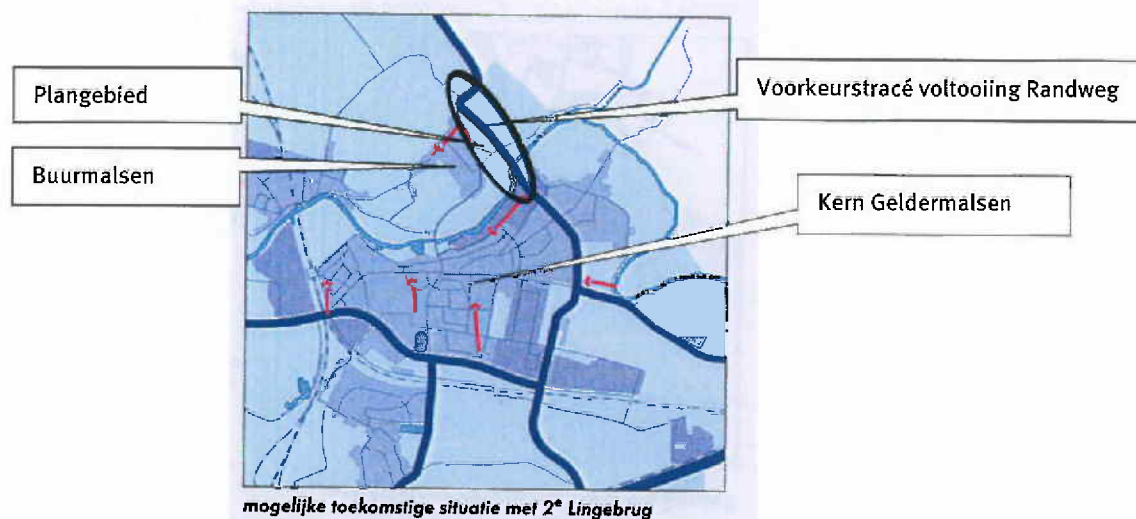 Plangebied
Voorkeurstracé voltooiing Randweg
Buurmalsen
Kern Geldermalsen
mogelijke toekomstige situatie met 2e Lingebrug